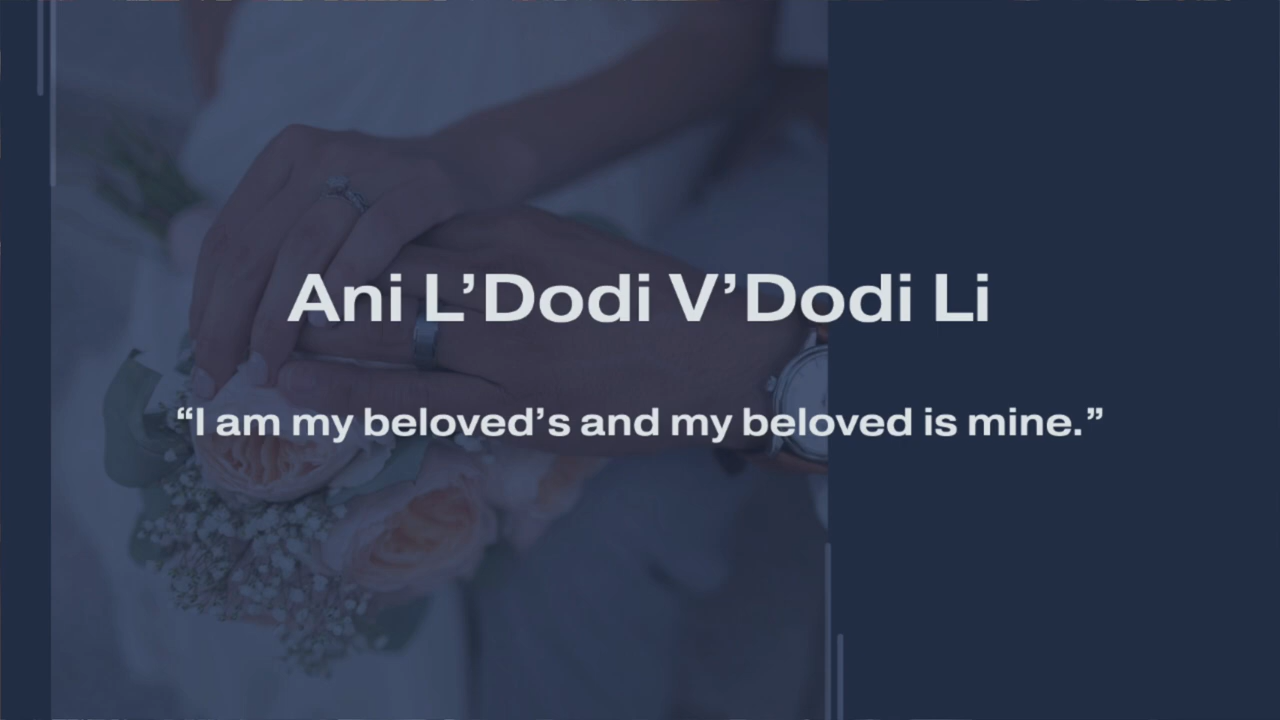 Ani L’Dodi V’Dodi Li
“I am my beloved’s and my beloved is mine.”